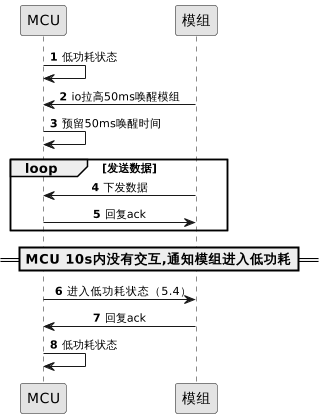 MCU 模组
1 低功耗状态
2 io拉高50ms唤醒模组
3 预留50ms唤醒时间
loop [发送数据]
4 下发数据
5 回复ack
MCU 10s内没有交互,通知模组进入低功耗
6 进入低功耗状态（5.4）
7 回复ack
8 低功耗状态
MCU 模组